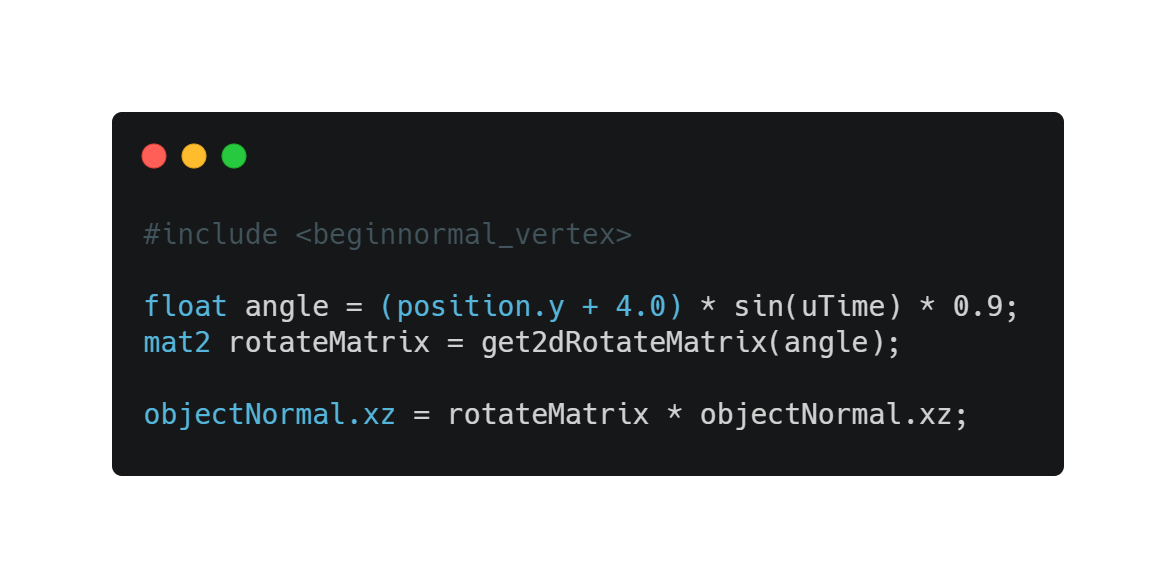 #include <beginnormal_vertex>
float angle = (position.y + 4.0) * sin(uTime) * 0.9;
mat2 rotateMatrix = get2dRotateMatrix(angle);
objectNormal.xz = rotateMatrix * objectNormal.xz;